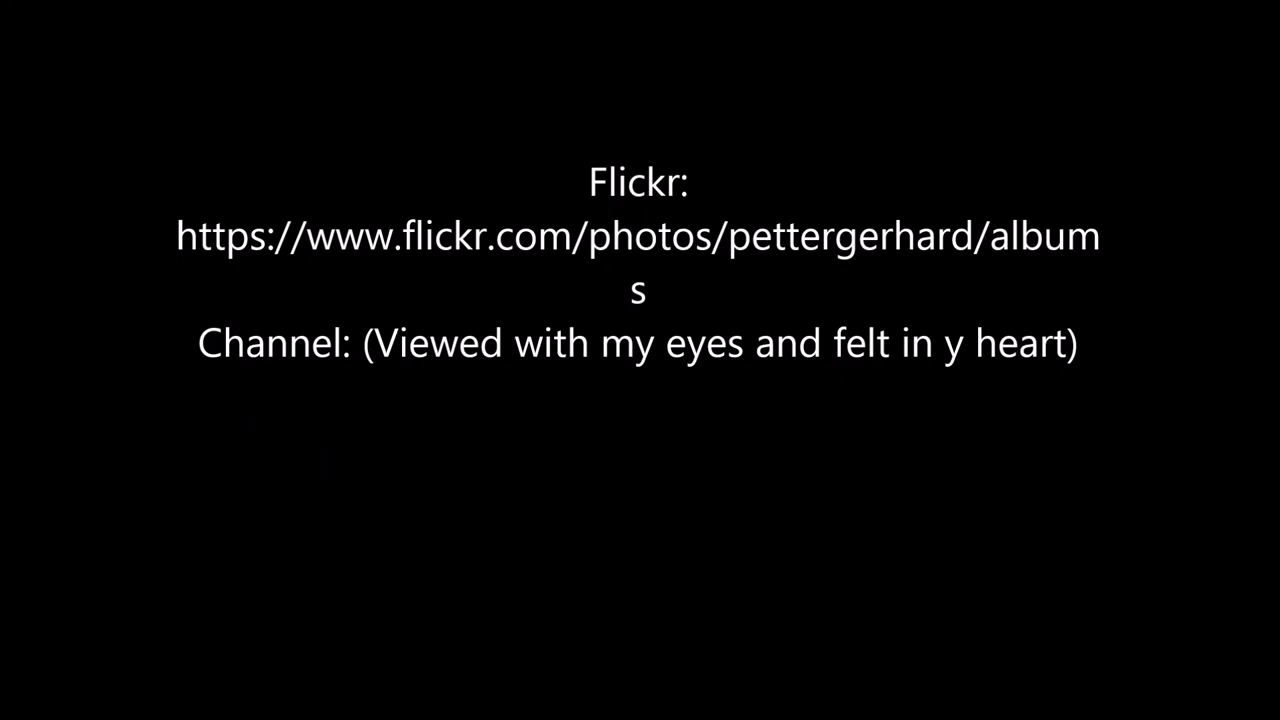 Flickr:
https://www.flickr.com/photos/pettergerhard/album
s
Channel: (Viewed with my eyes and felt in y heart)